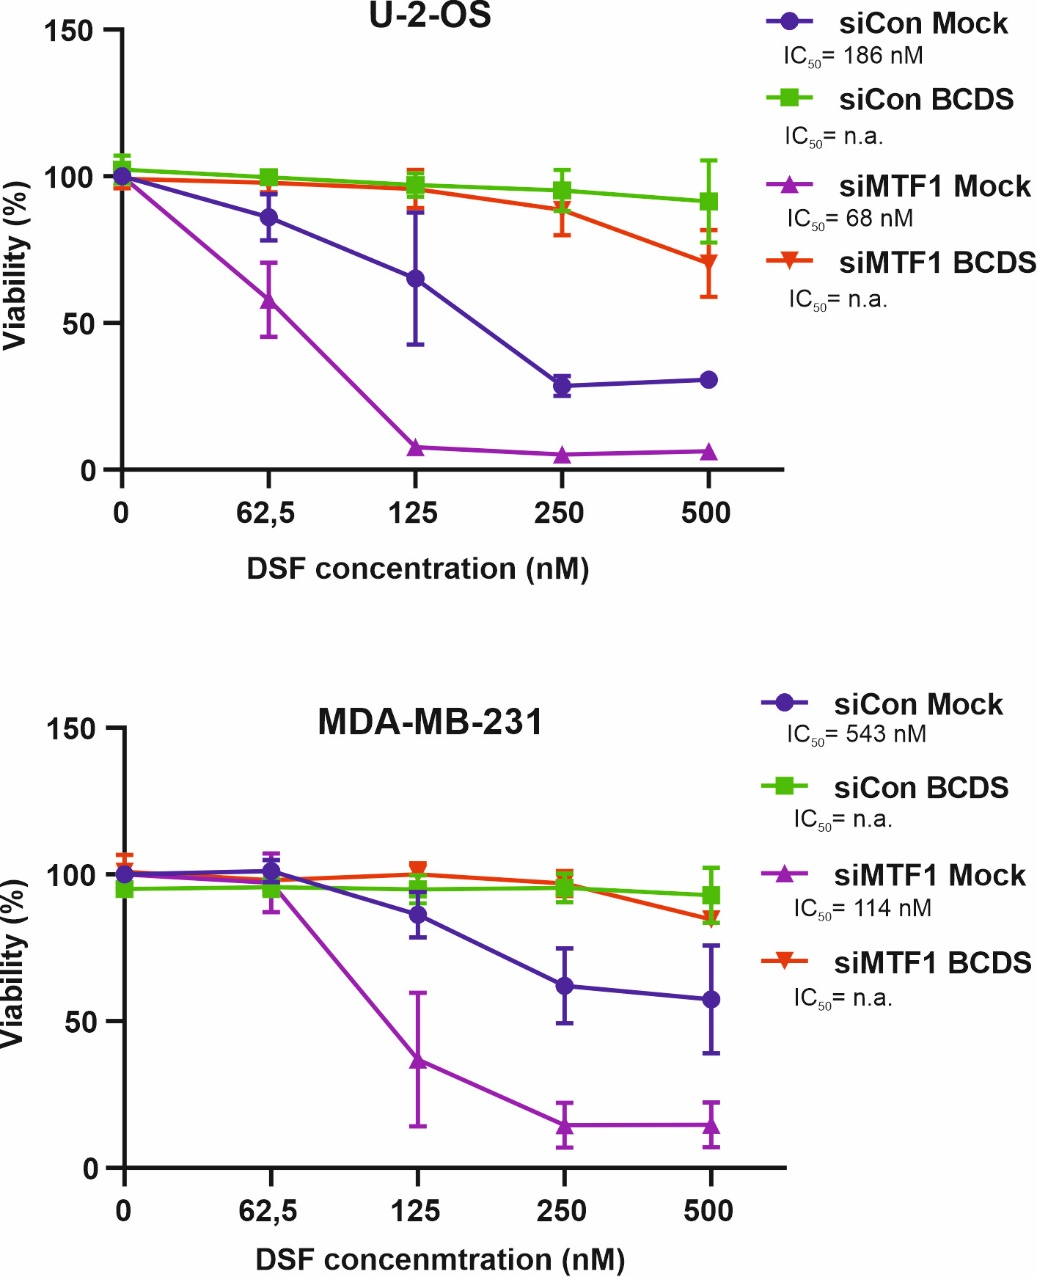 U-2-OS
150
100
50
0
Viability (%)
0 62,5 125 250 500
DSF concentration (nM)
siCon Mock
IC50= 186 nM
siCon BCDS
IC50= n.a.
siMTF1 Mock
IC50= 68 nM
siMTF1 BCDS
IC50= n.a.
MDA-MB-231
150
100
50
0
Viability (%)
0 62,5 125 250 500
DSF concenmtration (nM)
siCon Mock
IC50= 543 nM
siCon BCDS
IC50= n.a.
siMTF1 Mock
IC50= 114 nM
siMTF1 BCDS
IC50= n.a.